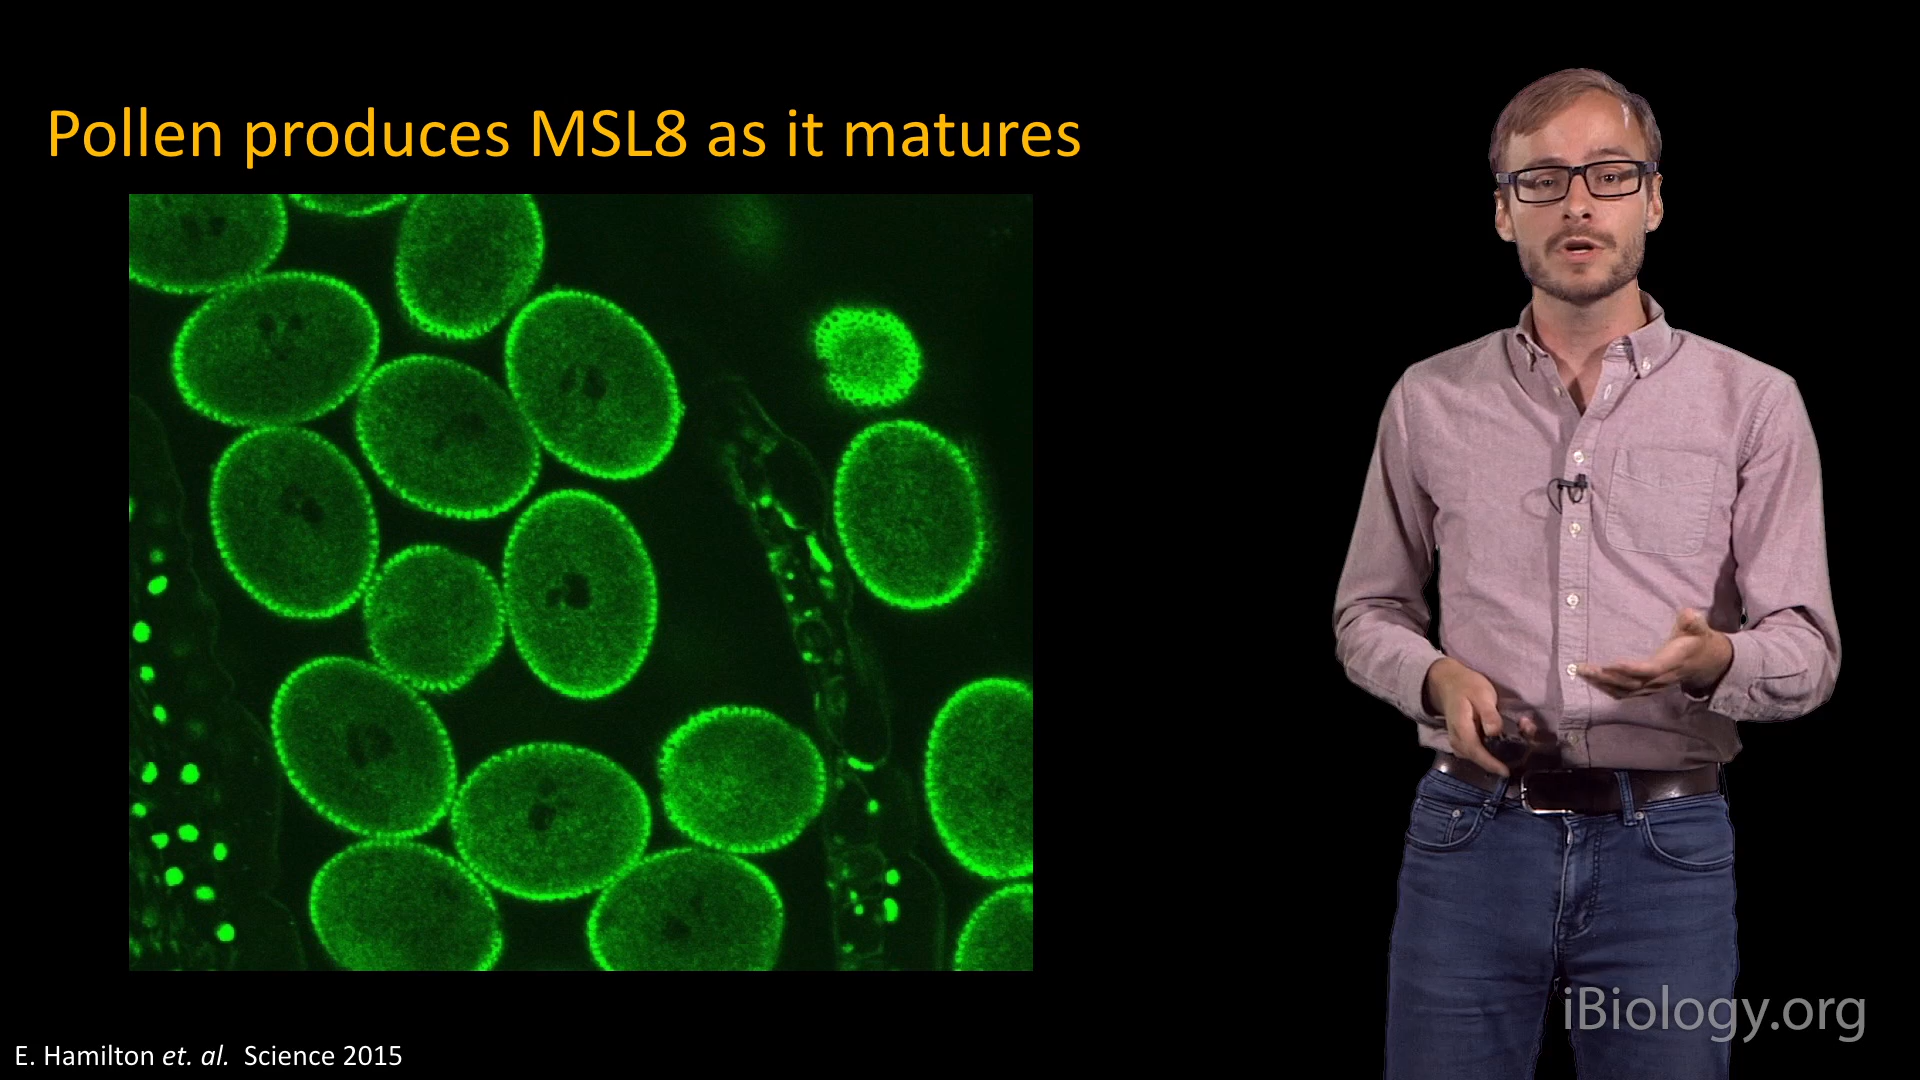 Pollen produces MSL8 as it matures
E. Hamilton et. al. Science 2015
iBiology.org